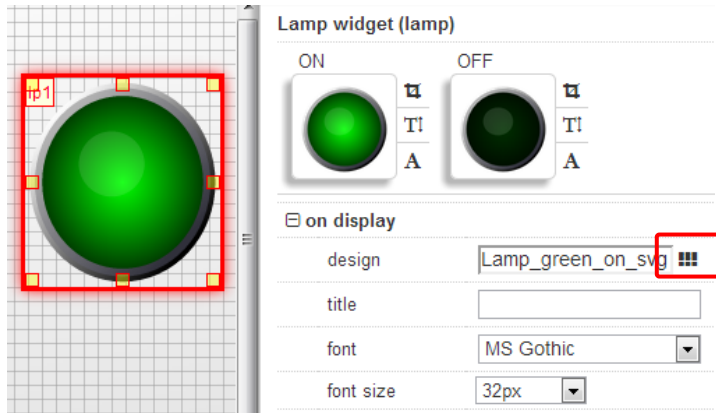 Lamp widget (lamp)
ON OFF
lp1
T
A
T
A
on display
design Lamp_green_on_svg
title
font MS Gothic
font size 32px